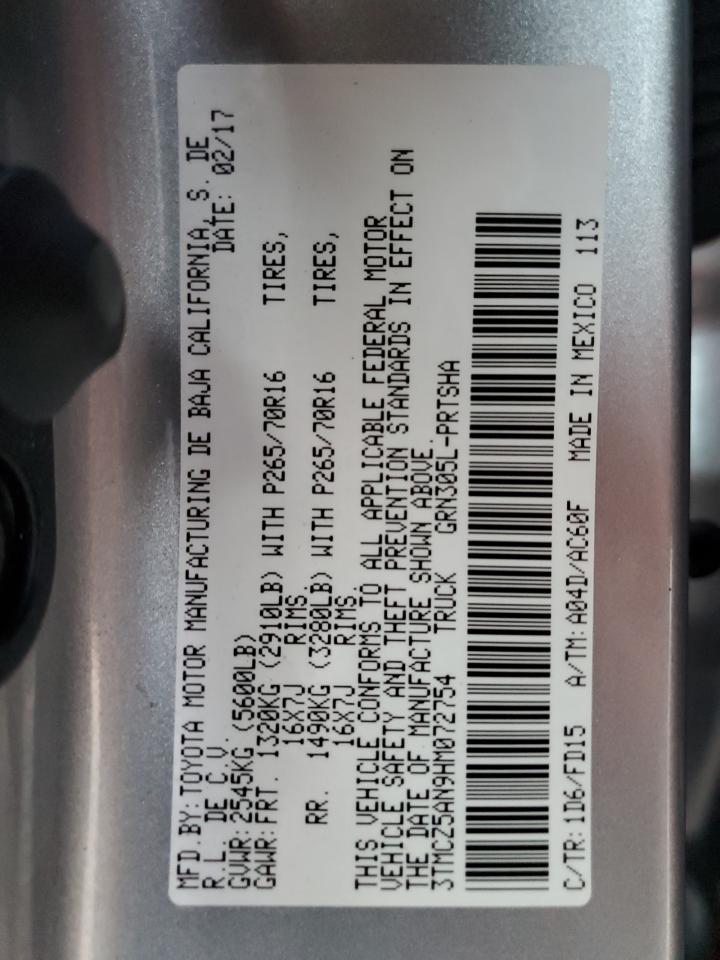 MFD.BY:TOYOTA MOTOR MANUFACTURING DE BAJA CALIFORNIA, S. DE
R.L. DE C.V. DATE: 02/17
GVWR:2545KG (5600LB)
GAWR:FRT. 1320KG (2910LB) WITH P265/70R16 TIRES,
16X7J RIMS.
RR. 1490KG (3280LB) WITH P265/70R16 TIRES,
16X7J RIMS.
THIS VEHICLE CONFORMS TO ALL APPLICABLE FEDERAL MOTOR
VEHICLE SAFETY AND THEFT PREVENTION STANDARDS IN EFFECT ON
THE DATE OF MANUFACTURE SHOWN ABOVE.
3TMCZ5AN9HM072754 TRUCK GRN305L-PRTSHA
C/TR:1D6/FD15 A/TM:A04D/AC60F MADE IN MEXICO 113